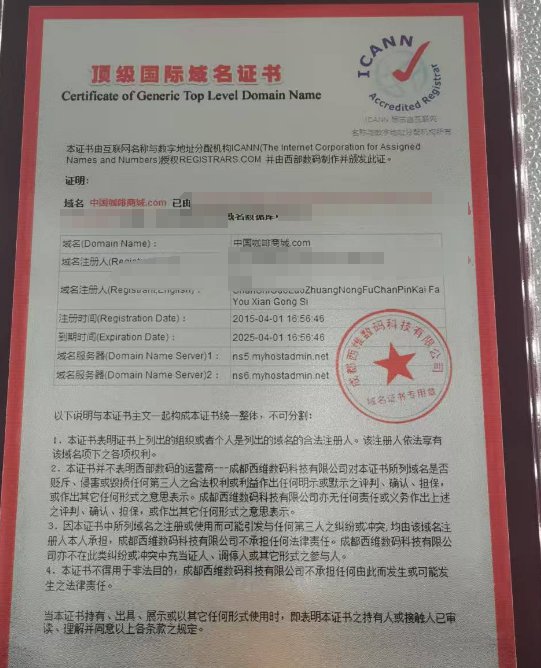 顶级国际域名证书
Certificate of Generic Top Level Domain Name
ICANN
Accredited Registrar
ICANN
本证书由互联网名称与数字地址分配机构ICANN(The Internet Corporation for Assigned
Names and Numbers)授权REGISTRARS.COM 并由西部数码制作并颁发此证。
证明:
域名 中国咖啡商城.com 已由
域名数据库,
域名(Domain Name): 中国咖啡商城.com
域名注册人
域名注册人(Registrant,English): ZhuangNongFuChanPinKai Fa
You Xian Gong Si
注册时间(Registration Date): 2015-04-01 16:56:46
到期时间(Expiration Date): 2025-04-01 16:56:46
域名服务器(Domain Name Server)1: ns5.myhostadmin.net
域名服务器(Domain Name Server)2: ns6.myhostadmin.net
成都西维数码科技有限公司
域名证书专用章
以下说明与本证书主文一起构成本证书统一整体,不可分割:
1、本证书表明证书上列出的组织或者个人是列出的域名的合法注册人。该注册人依法享有
该域名项下之各项权利。
2、本证书并不表明西部数码的运营商---成都西维数码科技有限公司对本证书所列域名是否
贬斥、侵害或毁损任何第三人之合法权利或利益作出任何明示或默示之评判、确认、担保,
或作出其它任何形式之意思表示。成都西维数码科技有限公司亦无任何责任或义务作出上述
之评判、确认、担保,或作出其它任何形式之意思表示。
3、因本证书中所列域名之注册或使用而可能引发与任何第三人之纠纷或冲突,均由该域名注
册人本人承担,成都西维数码科技有限公司不承担任何法律责任。成都西维数码科技有限公
司亦不在此类纠纷或冲突中充当证人、调停人或其它形式之参与人。
4、本证书不得用于非法目的,成都西维数码科技有限公司不承担任何由此而发生或可能发
生之法律责任。
当本证书持有、出具、展示或以其它任何形式使用时,即表明本证书之持有人或接触人已审
读、理解并同意以上各条款之规定。